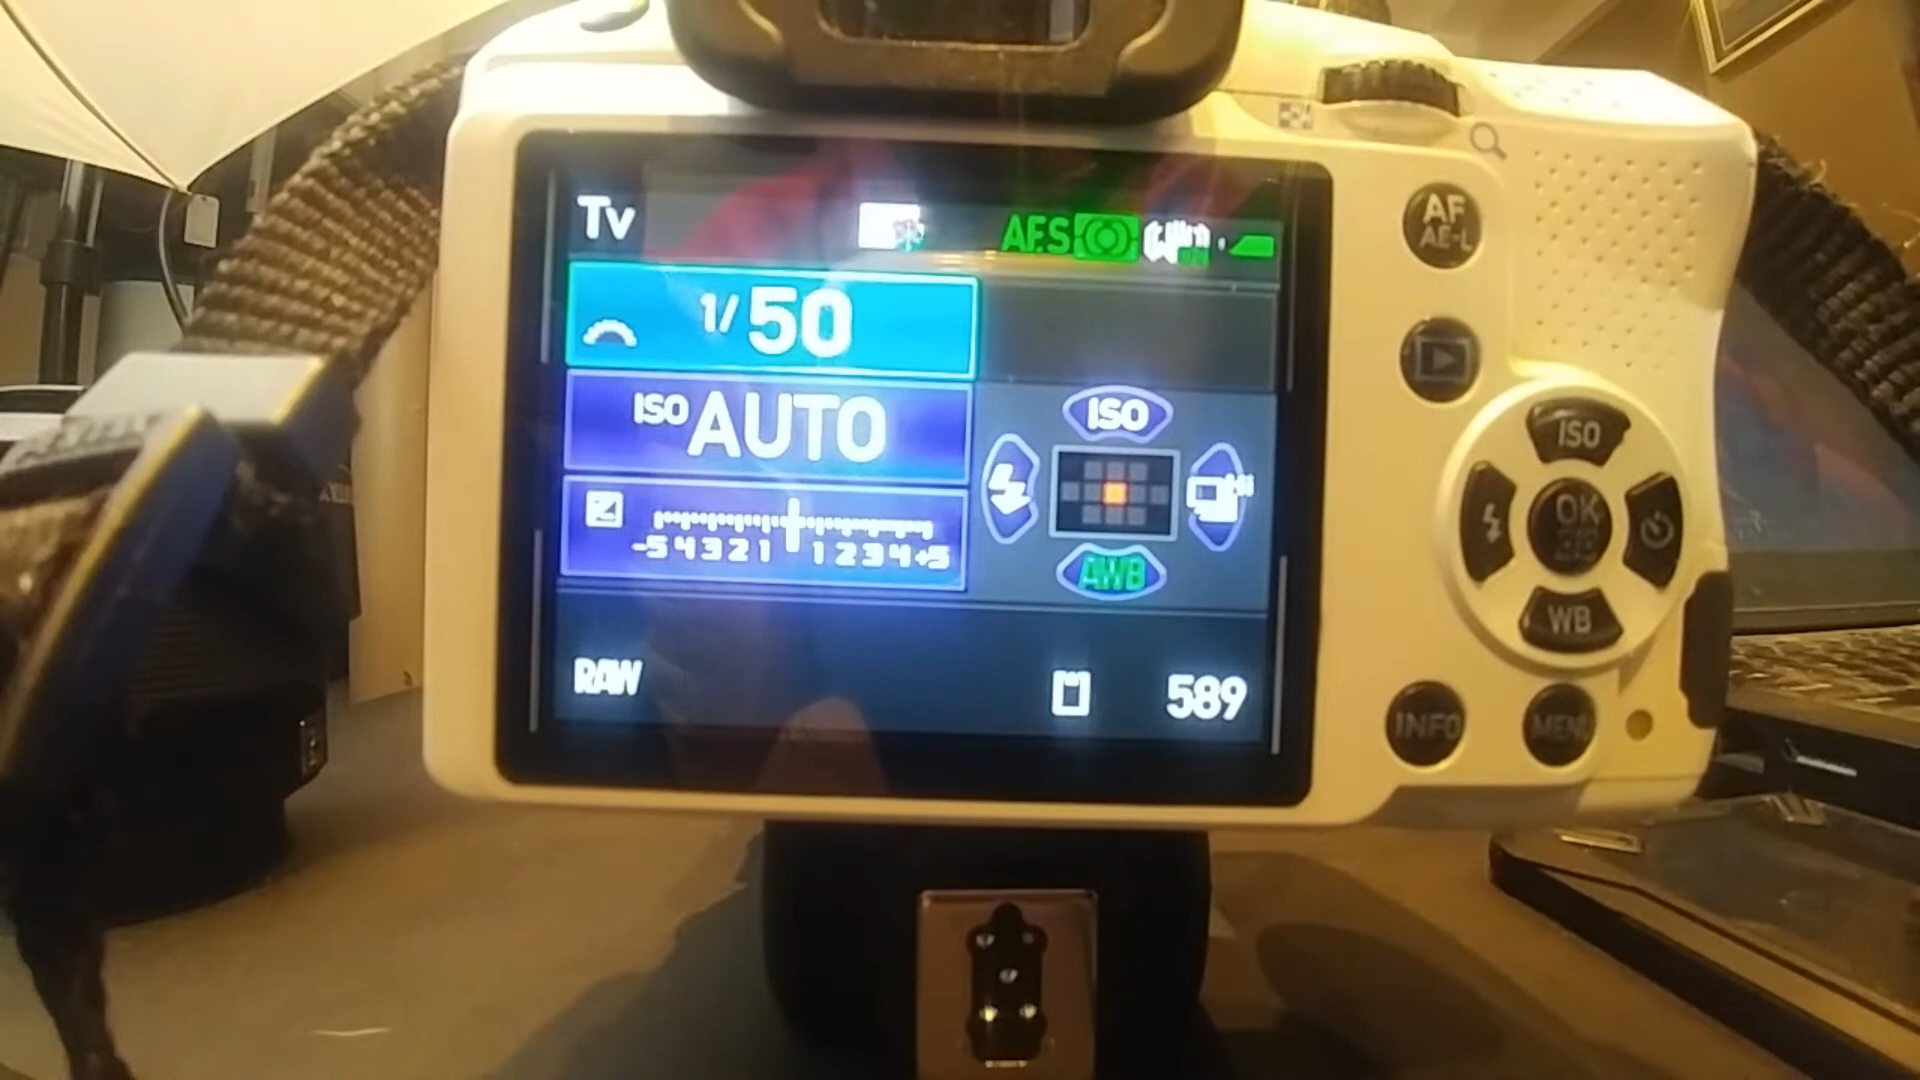 Tv
AF.S
1/50
ISO AUTO
ISO
-5 4 3 2 1 1 2 3 4 +5
AWB
RAW
589
AF
AE-L
ISO
OK
WB
INFO
MENU